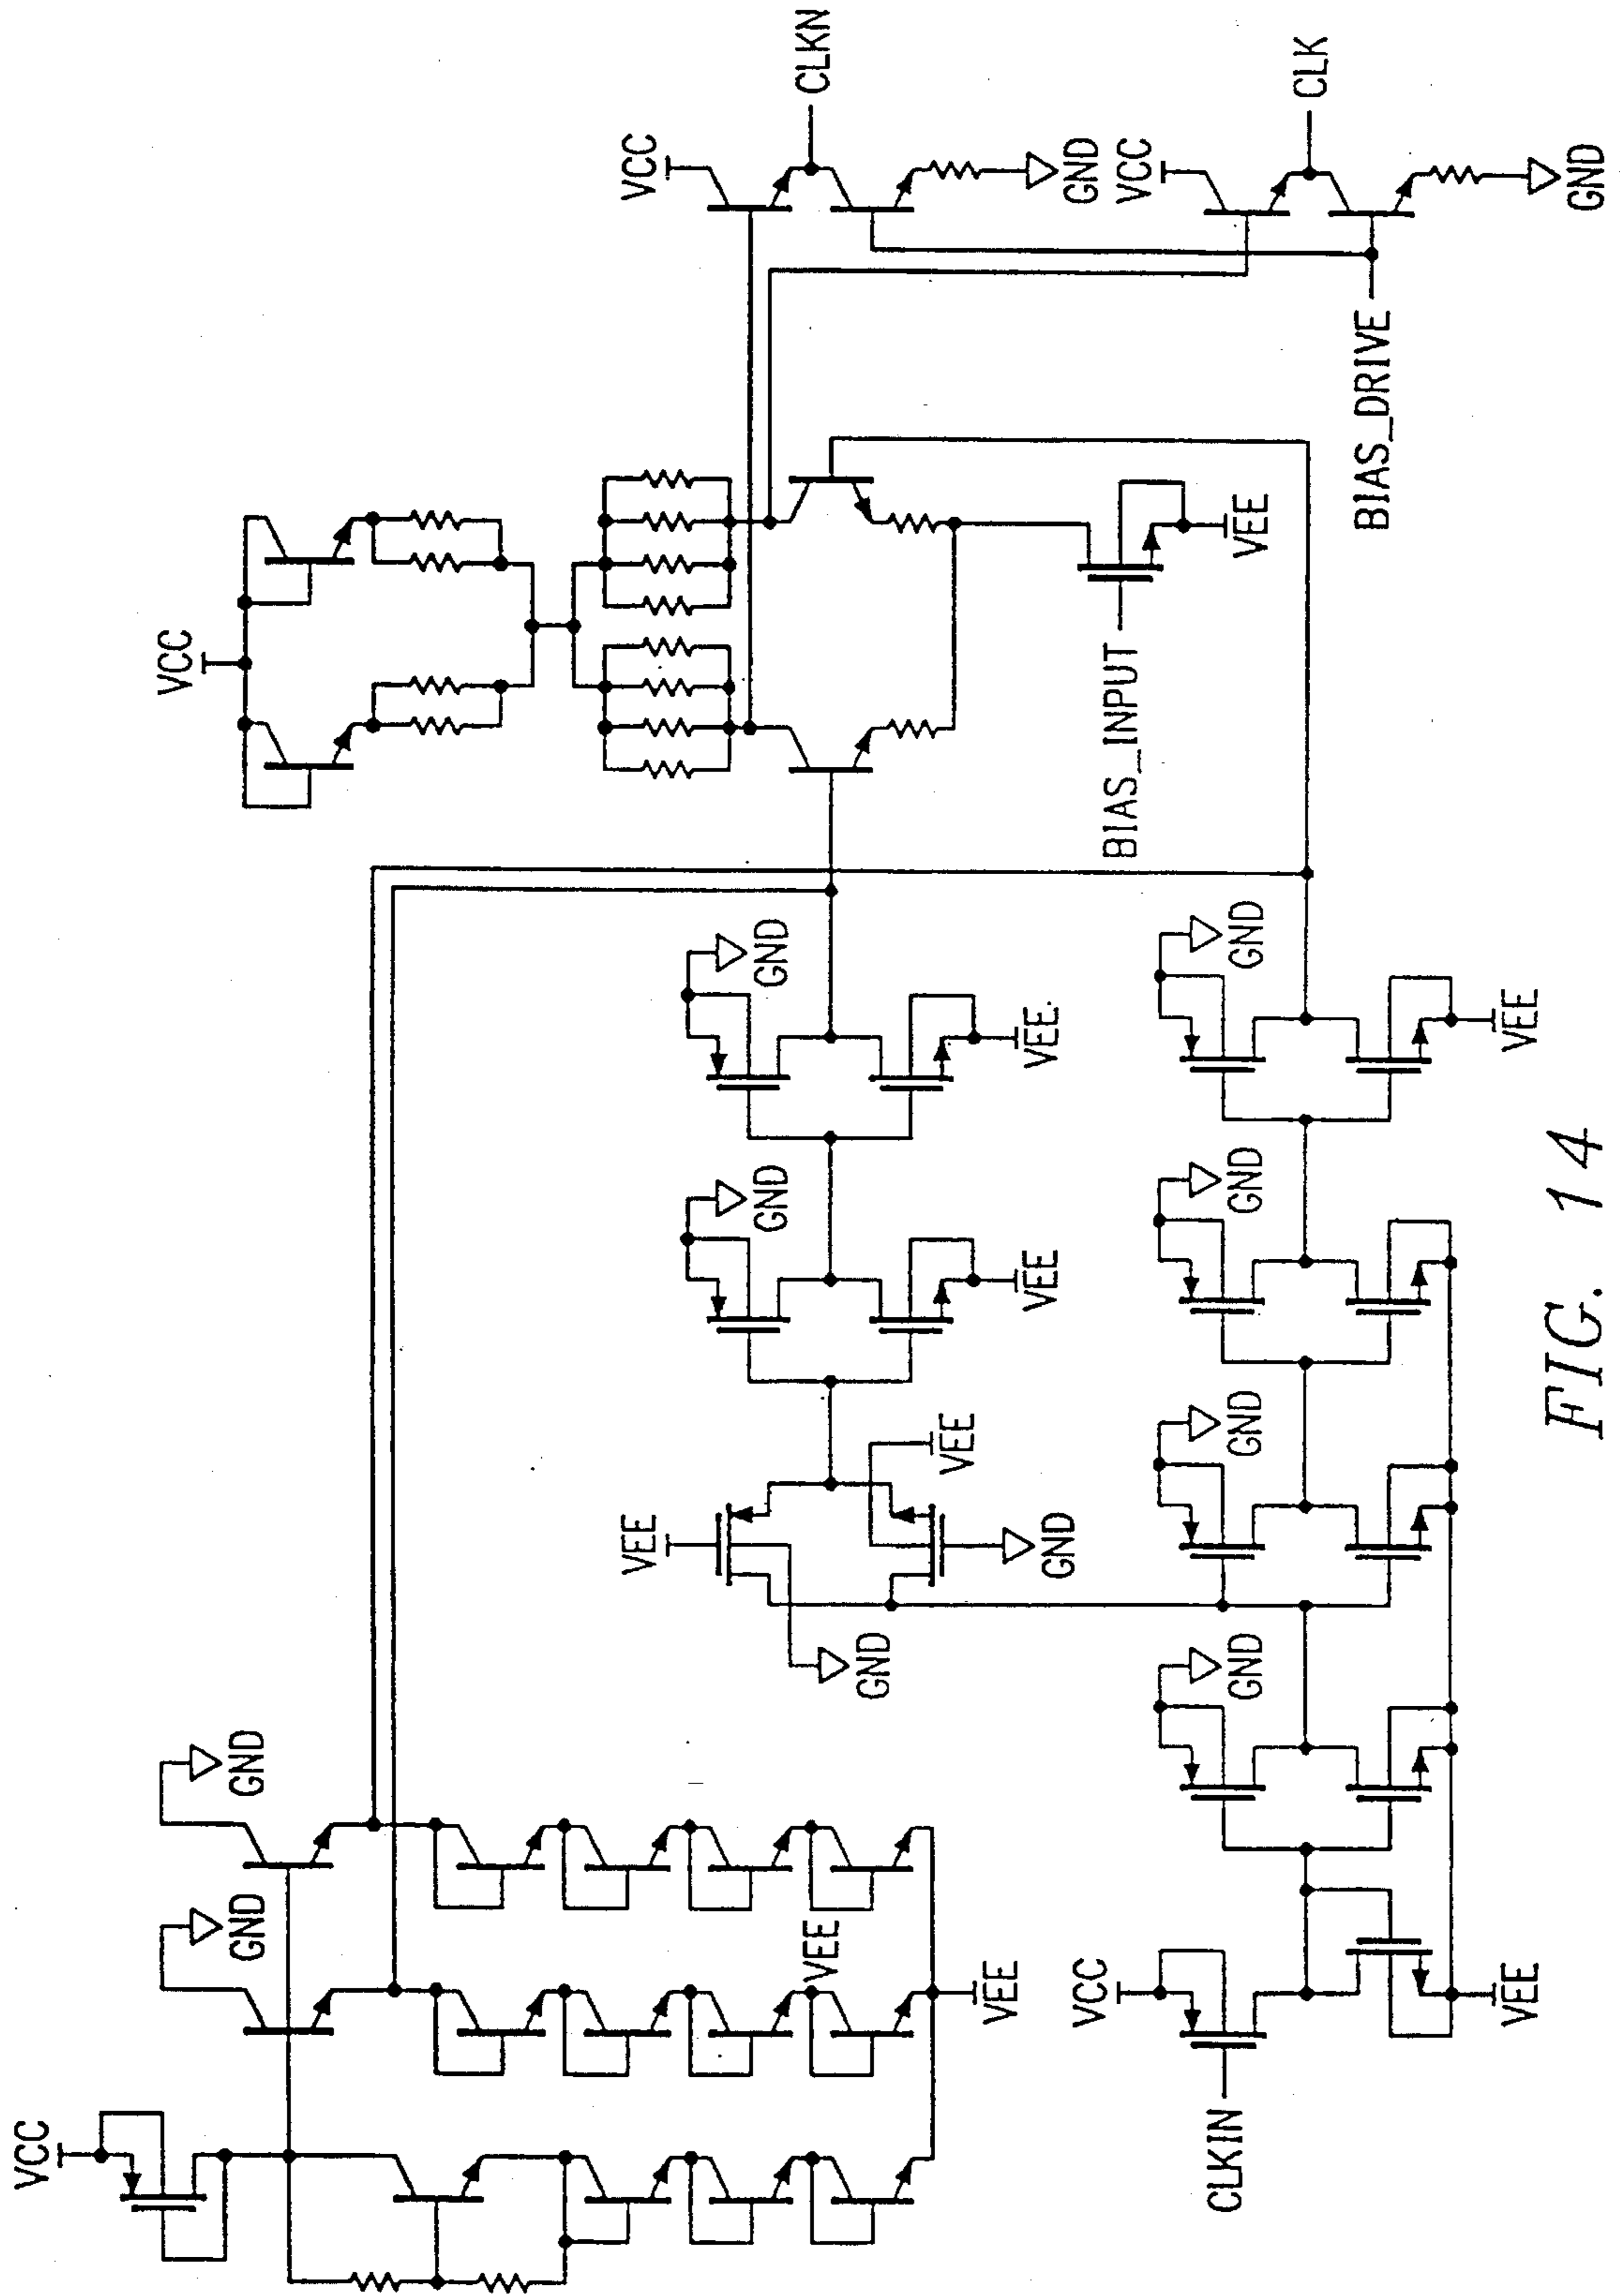 VCC
GND
GND
VEE
VEE
VCC
CLKIN
VEE
GND
VEE
GND
VEE
GND
GND
GND
VEE
VEE.
GND
GND
GND
GND
VEE
VCC
BIAS_INPUT
VEE
VCC
CLKN
GND
VCC
CLK
BIAS_DRIVE
GND
FIG. 14